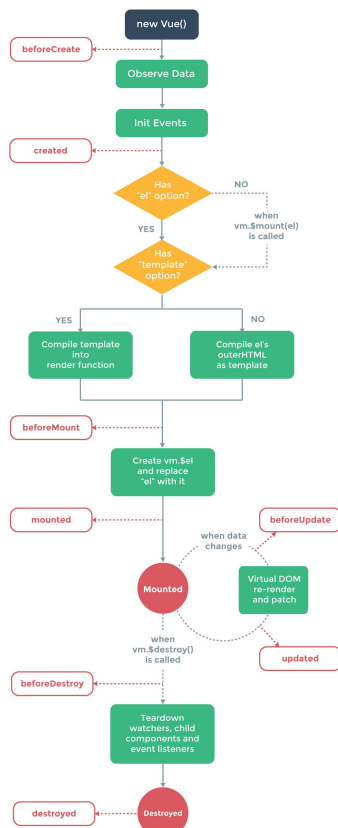 new Vue()
beforeCreate
Observe Data
Init Events
created
Has
"el" option?
NO
when
vm.$mount(el)
is called
YES
Has
"template"
option?
YES
NO
Compile template
into
render function
Compile el's
outerHTML
as template
beforeMount
Create vm.$el
and replace
"el" with it
mounted
beforeUpdate
when data
changes
Mounted
Virtual DOM
re-render
and patch
when
vm.$destroy()
is called
updated
beforeDestroy
Teardown
watchers, child
components and
event listeners
destroyed
Destroyed